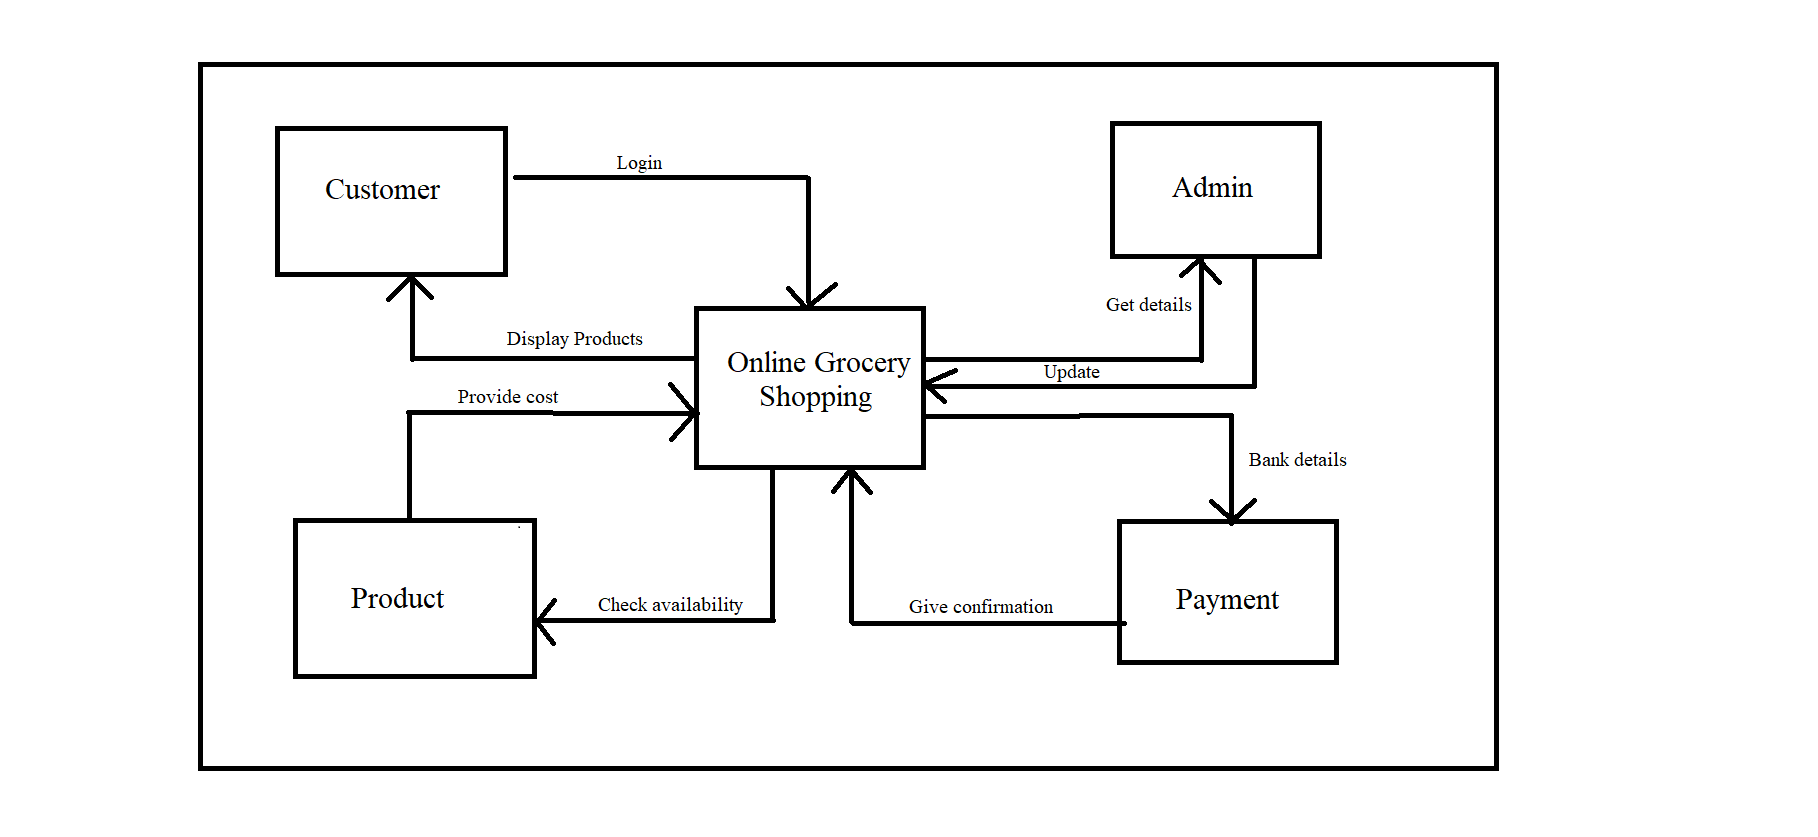 Customer
Login
Admin
Get details
Display Products
Online Grocery
Shopping
Update
Provide cost
Bank details
Product
Check availability
Give confirmation
Payment